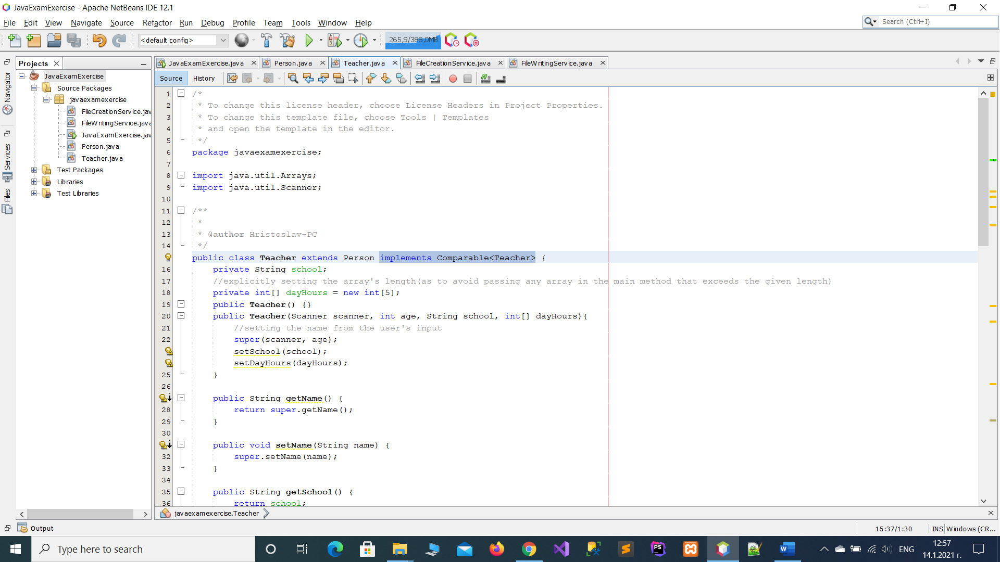 JavaExamExercise - Apache NetBeans IDE 12.1
File Edit View Navigate Source Refactor Run Debug Profile Team Tools Window Help
Search (Ctrl+I)
<default config>
265,9/388,0MB
Projects
JavaExamExercise.java Person.java Teacher.java FileCreationService.java FileWritingService.java
Source History
Navigator
Services
Files
JavaExamExercise
Source Packages
javaexamexercise
FileCreationService.jav
FileWritingService.java
JavaExamExercise.jav
Person.java
Teacher.java
Test Packages
Libraries
Test Libraries
1 /*
2 * To change this license header, choose License Headers in Project Properties.
3 * To change this template file, choose Tools | Templates
4 * and open the template in the editor.
5 */
6 package javaexamexercise;
7
8 import java.util.Arrays;
9 import java.util.Scanner;
10
11 /**
12 *
13 * @author Hristoslav-PC
14 */
public class Teacher extends Person implements Comparable<Teacher> {
16 private String school;
17 //explicitly setting the array's length(as to avoid passing any array in the main method that exceeds the given length)
18 private int[] dayHours = new int[5];
19 public Teacher() {}
20 public Teacher(Scanner scanner, int age, String school, int[] dayHours){
21 //setting the name from the user's input
22 super(scanner, age);
setSchool(school);
setDayHours(dayHours);
25 }
26
public String getName() {
28 return super.getName();
29 }
30
public void setName(String name) {
32 super.setName(name);
33 }
34
35 public String getSchool() {
36 return school;
javaexamexercise.Teacher
Output
15:37/1:30 INS Windows (CR...
Type here to search
PS
W
ENG
12:57
14.1.2021 г.